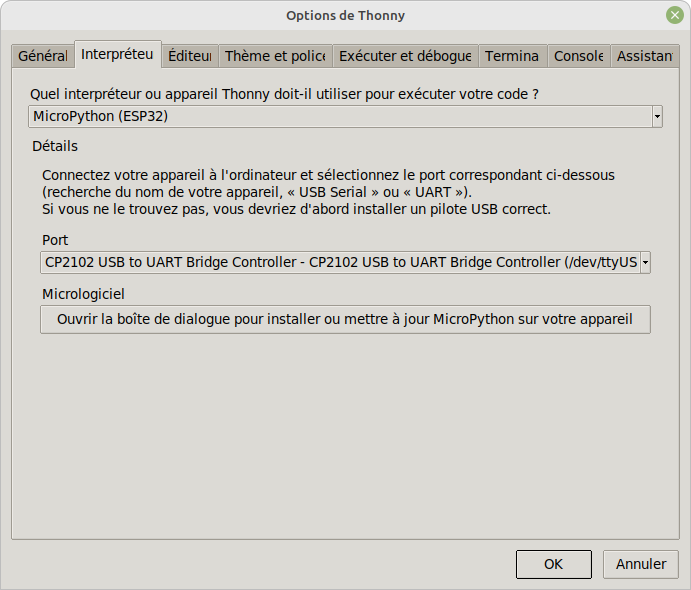 Options de Thonny
Général Interpréteu Éditeur Thème et police Exécuter et débogue Termina Console Assistan
Quel interpréteur ou appareil Thonny doit-il utiliser pour exécuter votre code ?
MicroPython (ESP32)
Détails
Connectez votre appareil à l'ordinateur et sélectionnez le port correspondant ci-dessous
(recherche du nom de votre appareil, « USB Serial » ou « UART »).
Si vous ne le trouvez pas, vous devriez d'abord installer un pilote USB correct.
Port
CP2102 USB to UART Bridge Controller - CP2102 USB to UART Bridge Controller (/dev/ttyUS
Micrologiciel
Ouvrir la boîte de dialogue pour installer ou mettre à jour MicroPython sur votre appareil
OK Annuler